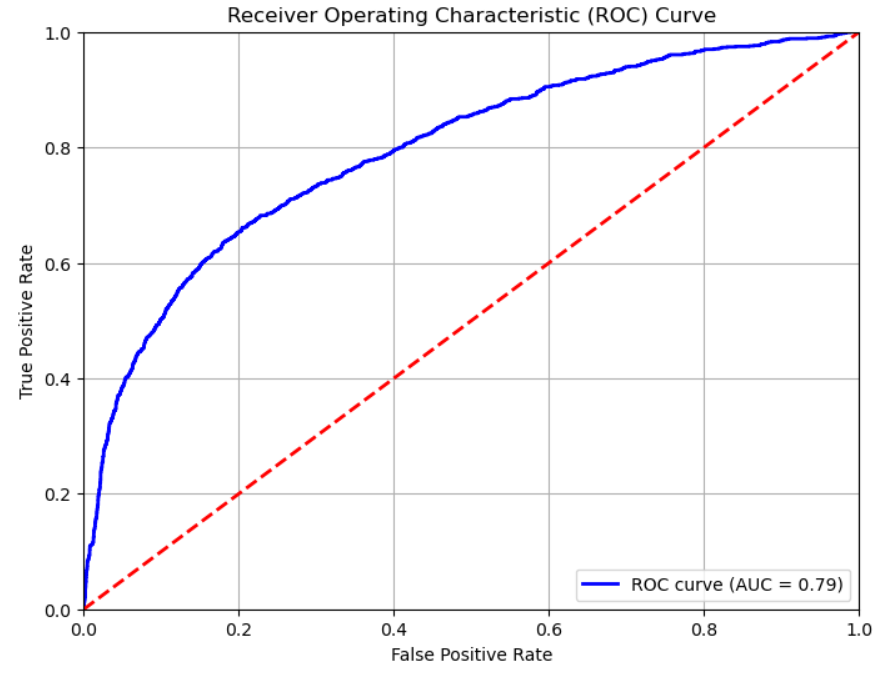 Receiver Operating Characteristic (ROC) Curve
1.0
0.8
0.6
0.4
0.2
0.0
True Positive Rate
ROC curve (AUC = 0.79)
0.0 0.2 0.4 0.6 0.8 1.0
False Positive Rate